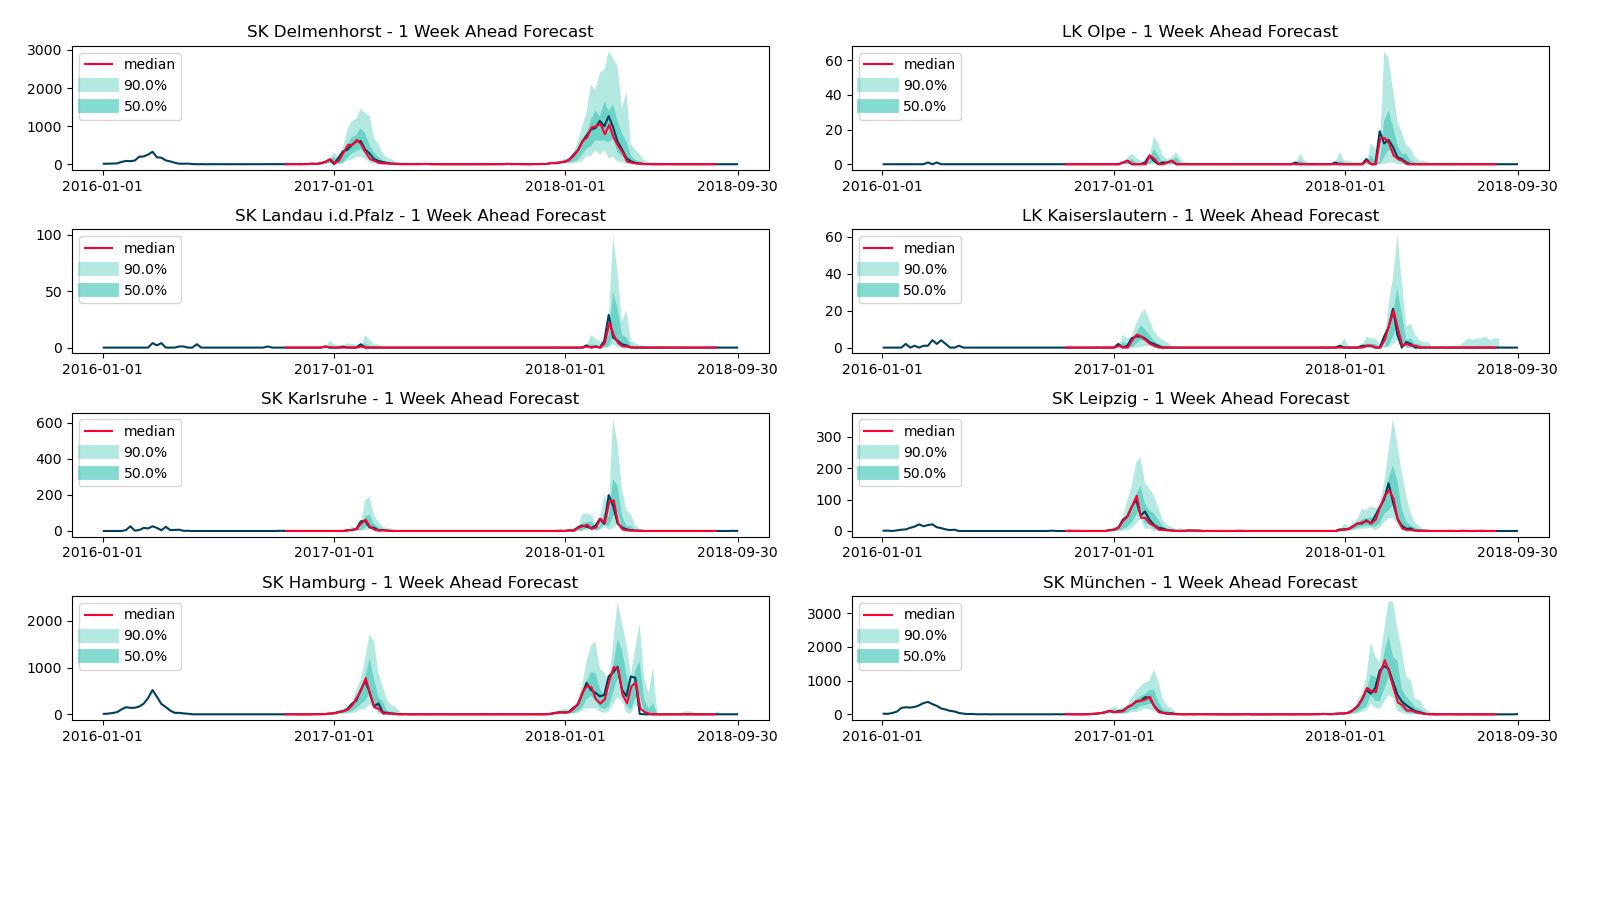 SK Delmenhorst - 1 Week Ahead Forecast
3000
2000
1000
0
median
90.0%
50.0%
2016-01-01 2017-01-01 2018-01-01 2018-09-30
LK Olpe - 1 Week Ahead Forecast
60
40
20
0
median
90.0%
50.0%
2016-01-01 2017-01-01 2018-01-01 2018-09-30
SK Landau i.d.Pfalz - 1 Week Ahead Forecast
100
50
0
median
90.0%
50.0%
2016-01-01 2017-01-01 2018-01-01 2018-09-30
LK Kaiserslautern - 1 Week Ahead Forecast
60
40
20
0
median
90.0%
50.0%
2016-01-01 2017-01-01 2018-01-01 2018-09-30
SK Karlsruhe - 1 Week Ahead Forecast
600
400
200
0
median
90.0%
50.0%
2016-01-01 2017-01-01 2018-01-01 2018-09-30
SK Leipzig - 1 Week Ahead Forecast
300
200
100
0
median
90.0%
50.0%
2016-01-01 2017-01-01 2018-01-01 2018-09-30
SK Hamburg - 1 Week Ahead Forecast
2000
1000
0
median
90.0%
50.0%
2016-01-01 2017-01-01 2018-01-01 2018-09-30
SK München - 1 Week Ahead Forecast
3000
2000
1000
0
median
90.0%
50.0%
2016-01-01 2017-01-01 2018-01-01 2018-09-30